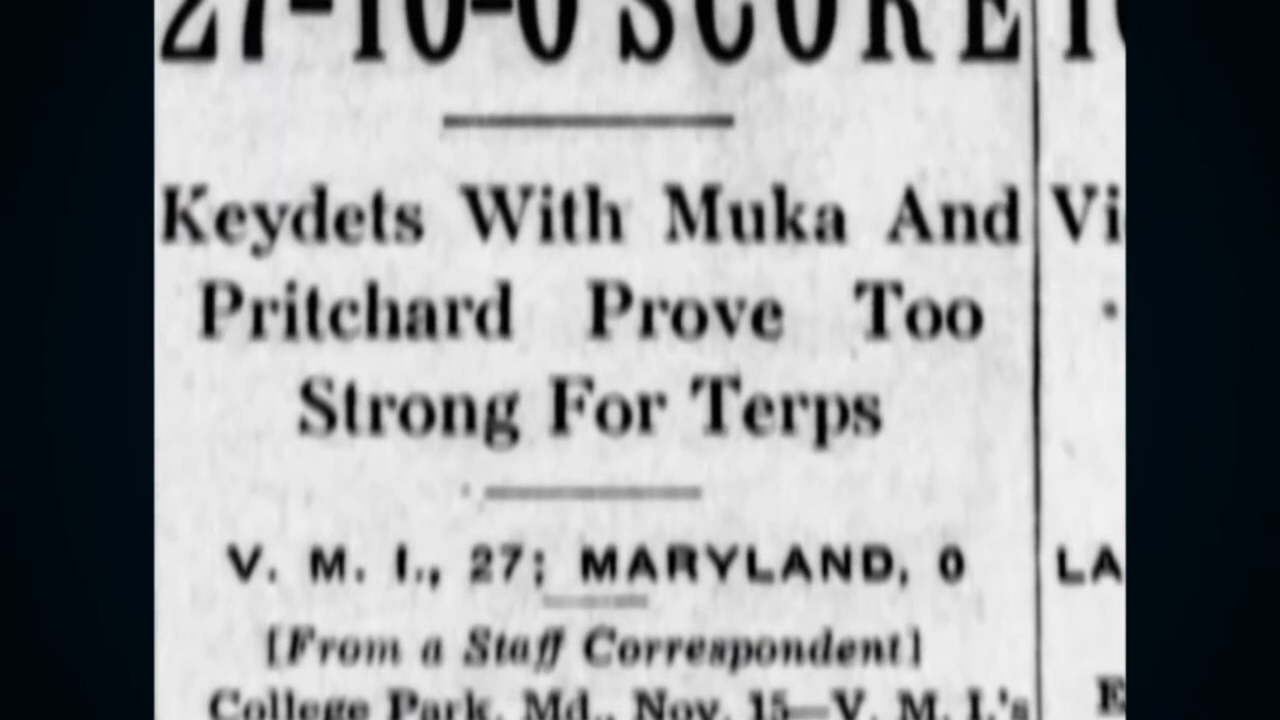 27-TO-0 SCORE
Keydets With Muka And
Pritchard Prove Too
Strong For Terps
V. M. I., 27; MARYLAND, 0
[From a Staff Correspondent]
College Park, Md., Nov. 15—V. M. I.'s
Vi
LA
E